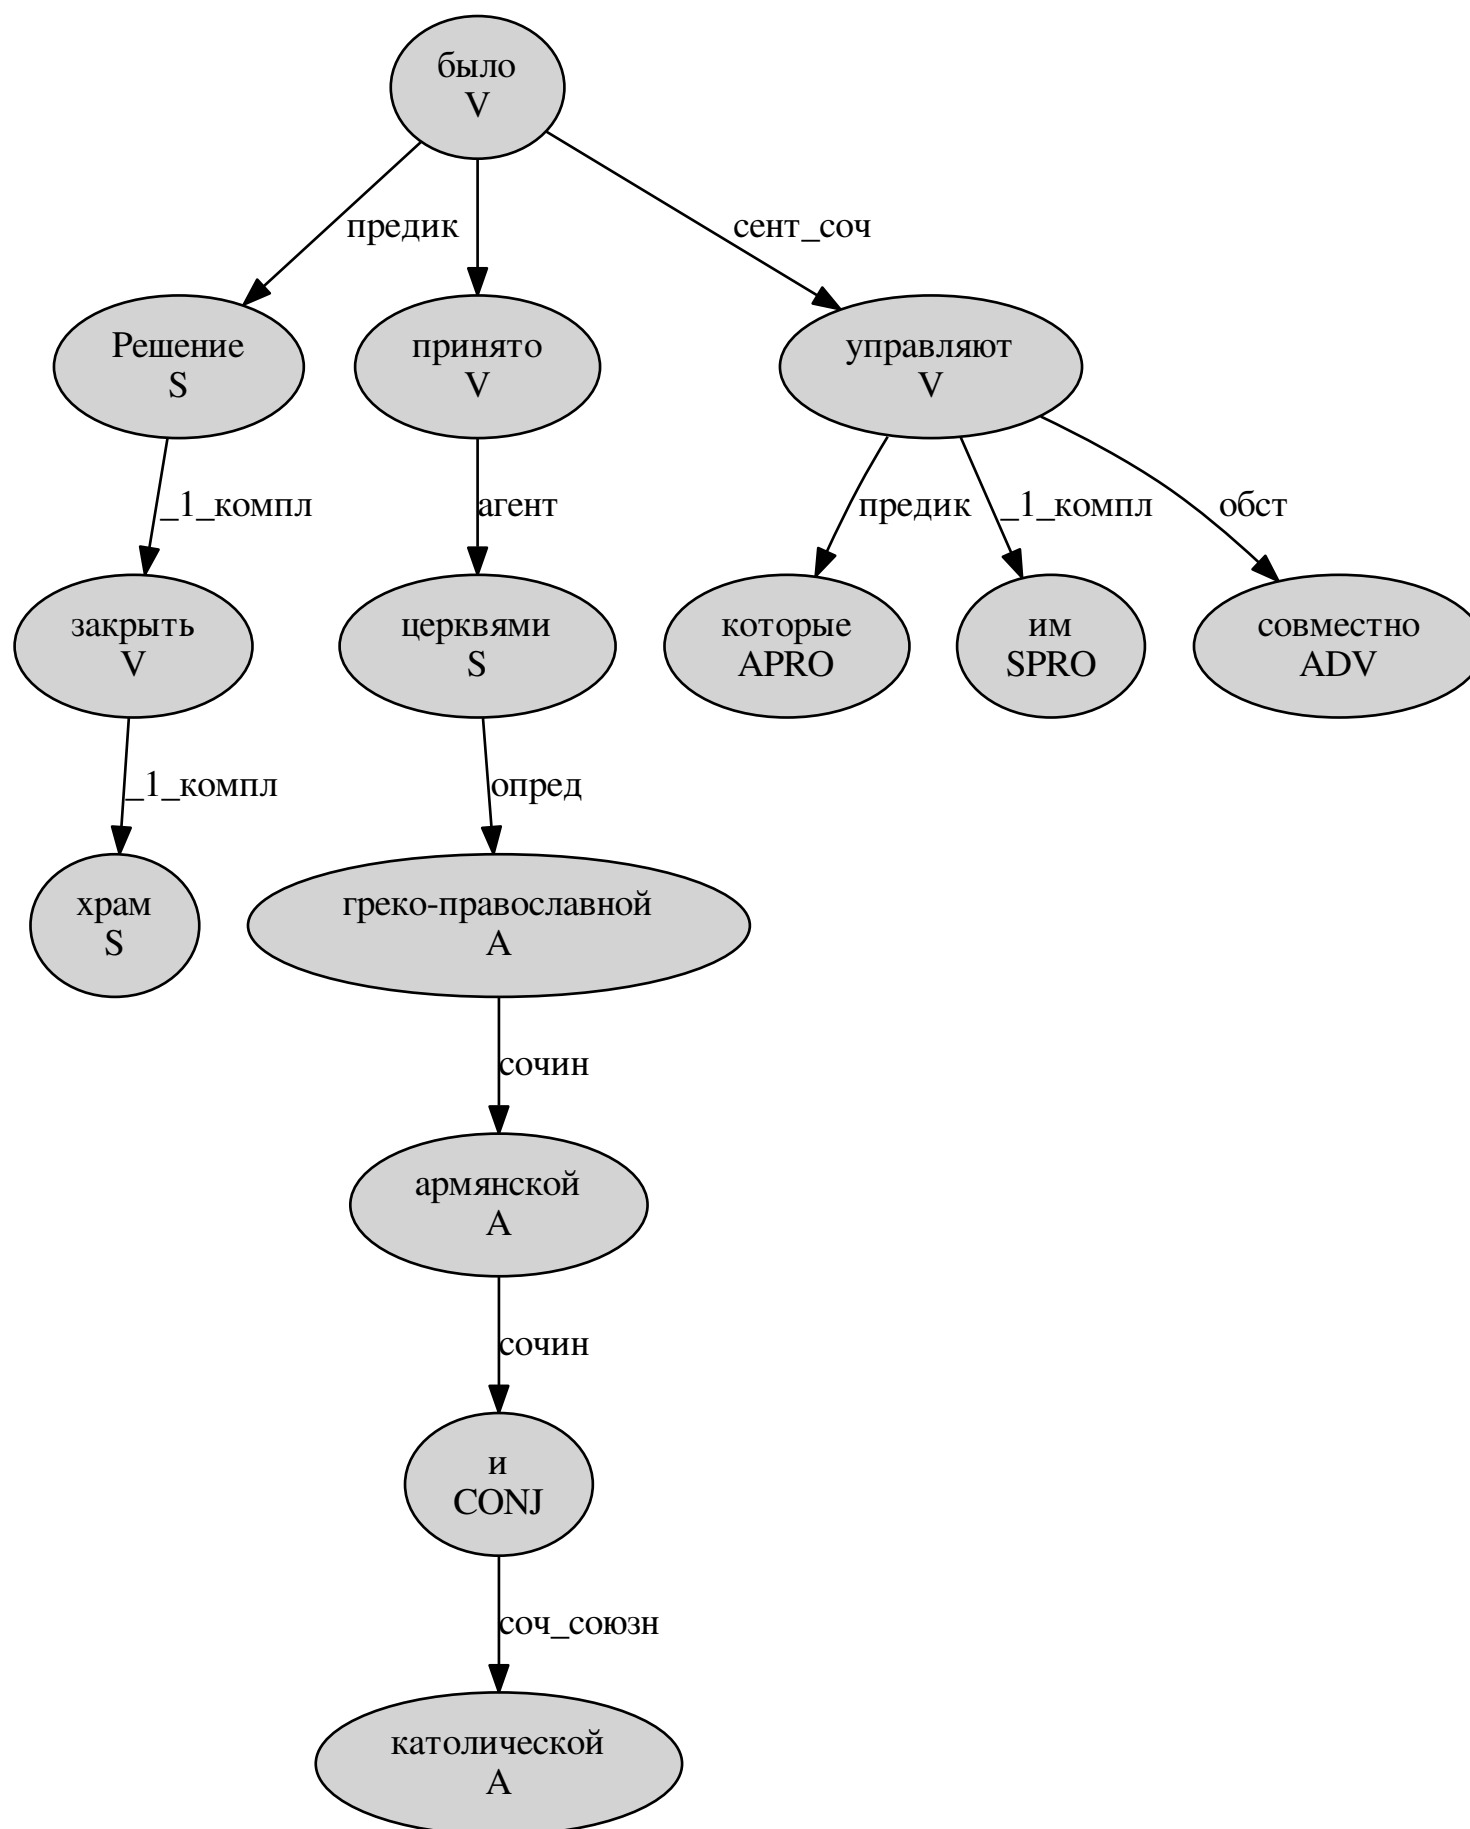 было
V
предик
сент_соч
Решение
S
принято
V
управляют
V
_1_компл
агент
предик
_1_компл
обст
закрыть
V
церквями
S
которые
APRO
им
SPRO
совместно
ADV
_1_компл
опред
храм
S
греко-православной
A
сочин
армянской
A
сочин
и
CONJ
соч_союзн
католической
A